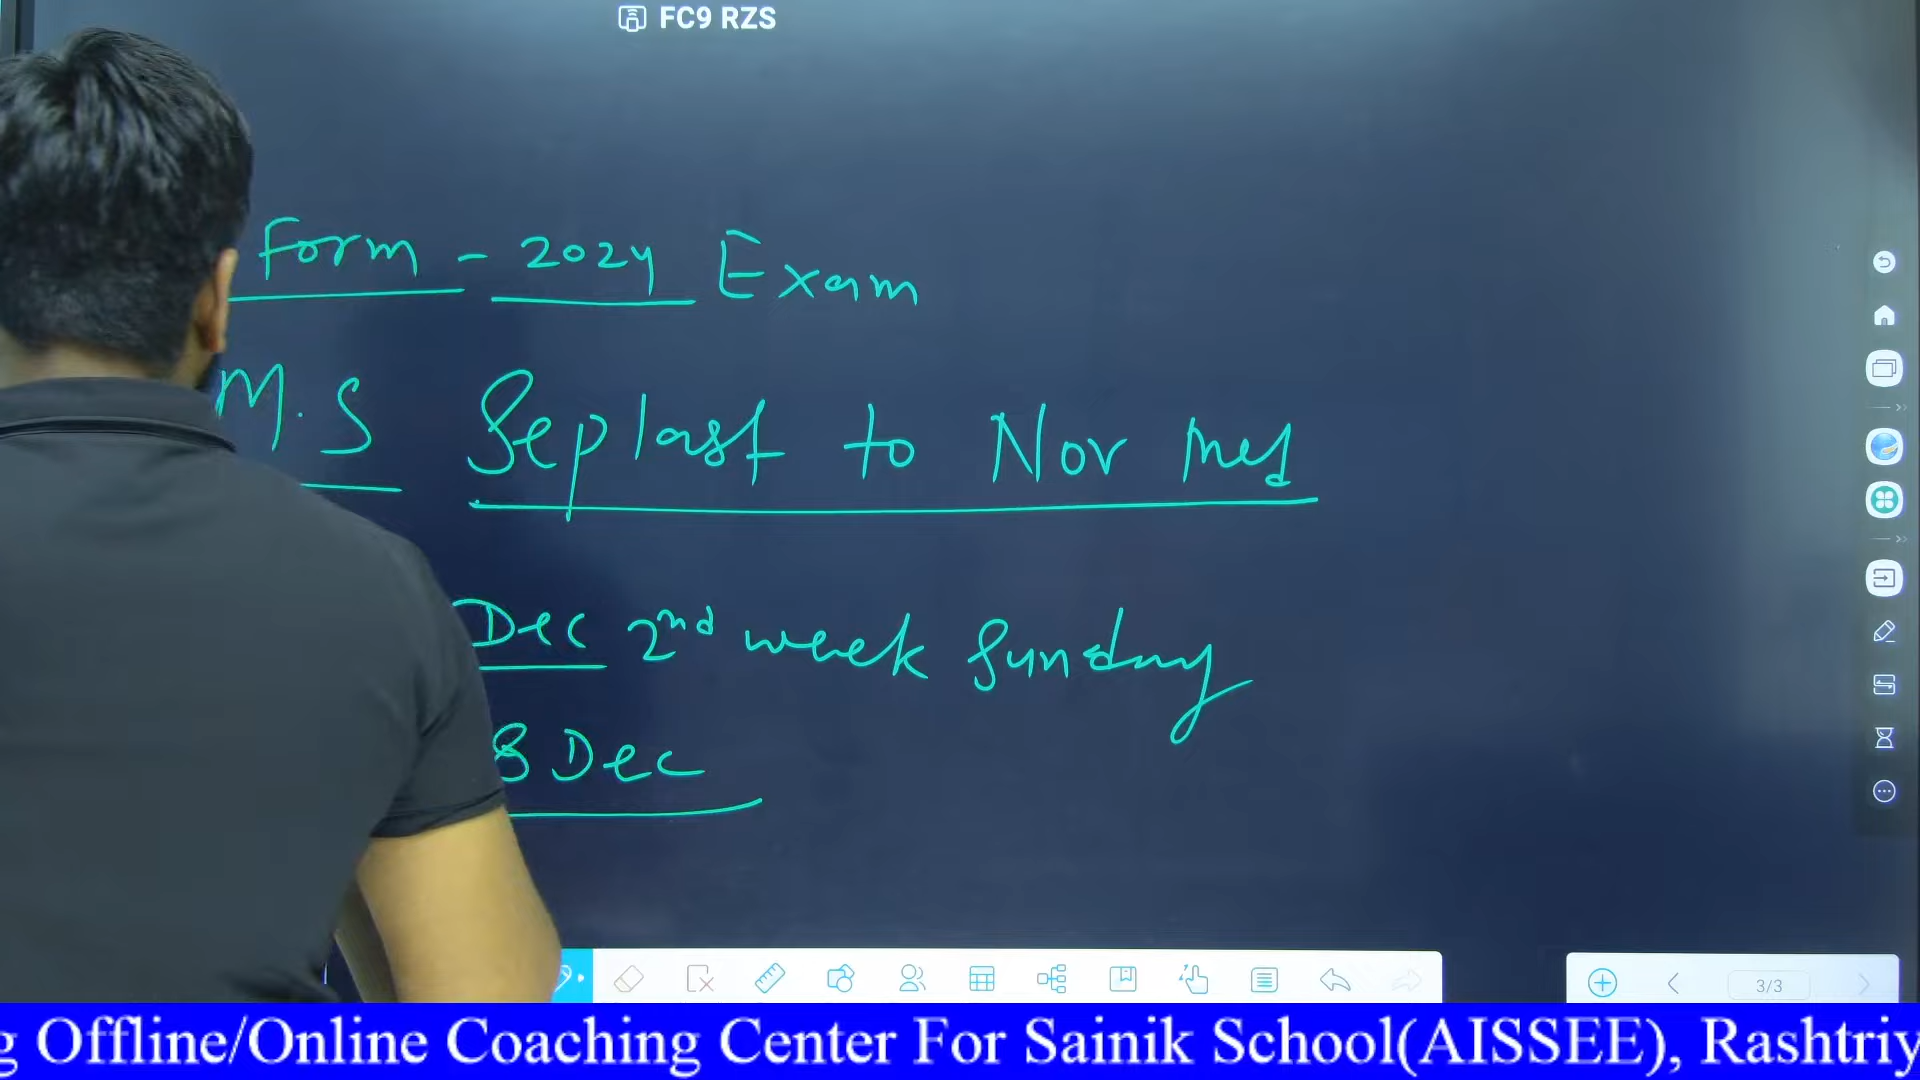 FC9 RZS
Form - 2024 Exam
M.S Sep last to Nov
Dec 2nd week Sunday
8 Dec
3/3
g Offline/Online Coaching Center For Sainik School(AISSEE), Rashtriy